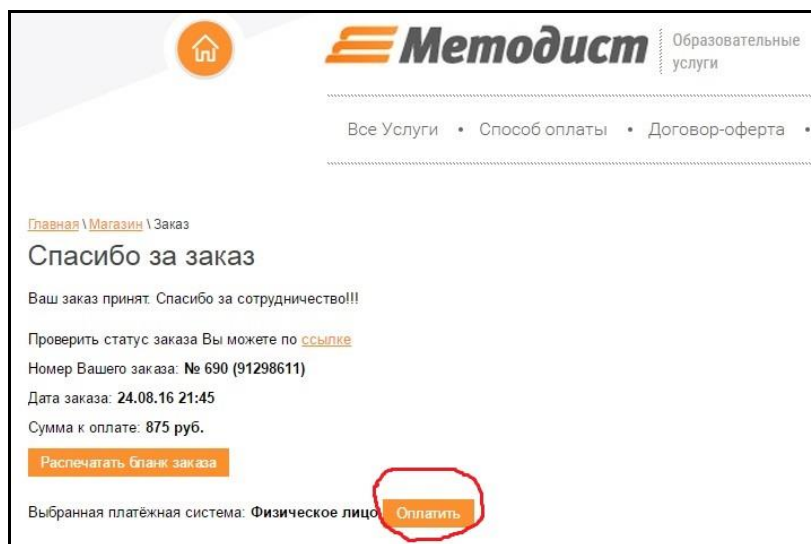 Методист
Образовательные
услуги
Все Услуги • Способ оплаты • Договор-оферта •
Главная \ Магазин \ Заказ
Спасибо за заказ
Ваш заказ принят. Спасибо за сотрудничество!!!
Проверить статус заказа Вы можете по ссылке
Номер Вашего заказа: № 690 (91298611)
Дата заказа: 24.08.16 21:45
Сумма к оплате: 875 руб.
Распечатать бланк заказа
Выбранная платёжная система: Физическое лицо Оплатить